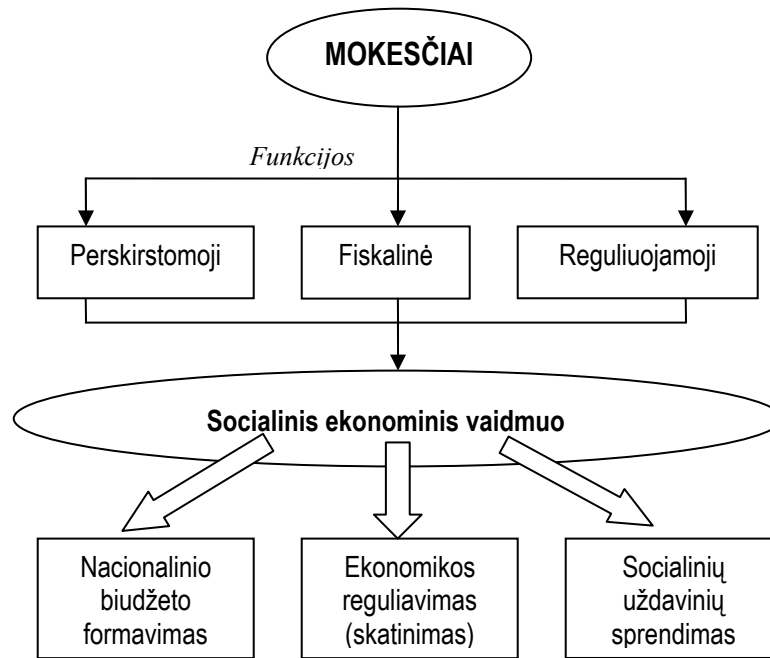 MOKESČIAI
Funkcijos
Perskirstomoji
Fiskalinė
Reguliuojamoji
Socialinis ekonominis vaidmuo
Nacionalinio
biudžeto
formavimas
Ekonomikos
reguliavimas
(skatinimas)
Socialinių
uždavinių
sprendimas